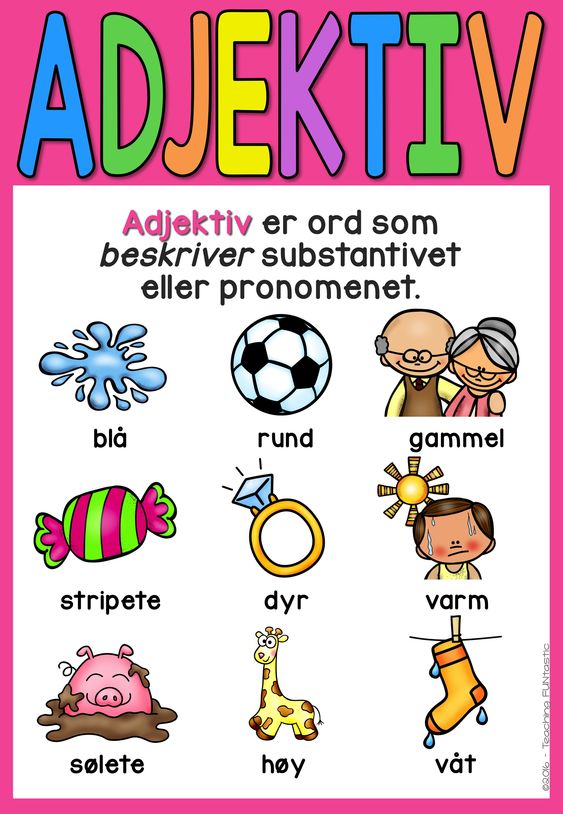 ADJEKTIV
Adjektiv er ord som
beskriver substantivet
eller pronomenet.
blå rund gammel
stripete dyr varm
sølete høy våt
©2016 - Teaching FUNtastic